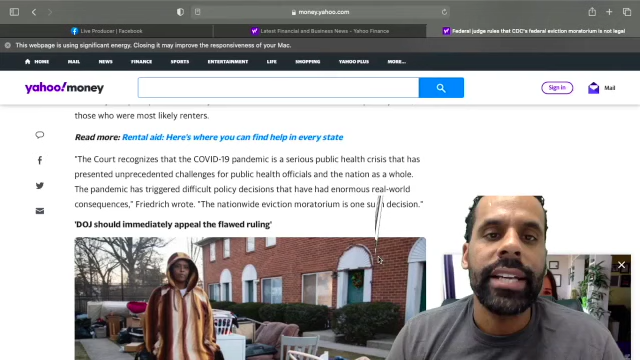 money.yahoo.com
Live Producer | Facebook
Latest Financial and Business News - Yahoo Finance
Federal judge rules that CDC's federal eviction moratorium is not legal
This webpage is using significant energy. Closing it may improve the responsiveness of your Mac.
HOME MAIL NEWS FINANCE SPORTS ENTERTAINMENT LIFE SHOPPING YAHOO PLUS MORE...
yahoo!money
Sign in
Mail
those who were most likely renters.
Read more: Rental aid: Here's where you can find help in every state
"The Court recognizes that the COVID-19 pandemic is a serious public health crisis that has
presented unprecedented challenges for public health officials and the nation as a whole.
The pandemic has triggered difficult policy decisions that have had enormous real-world
consequences," Friedrich wrote. "The nationwide eviction moratorium is one decision."
'DOJ should immediately appeal the flawed ruling'